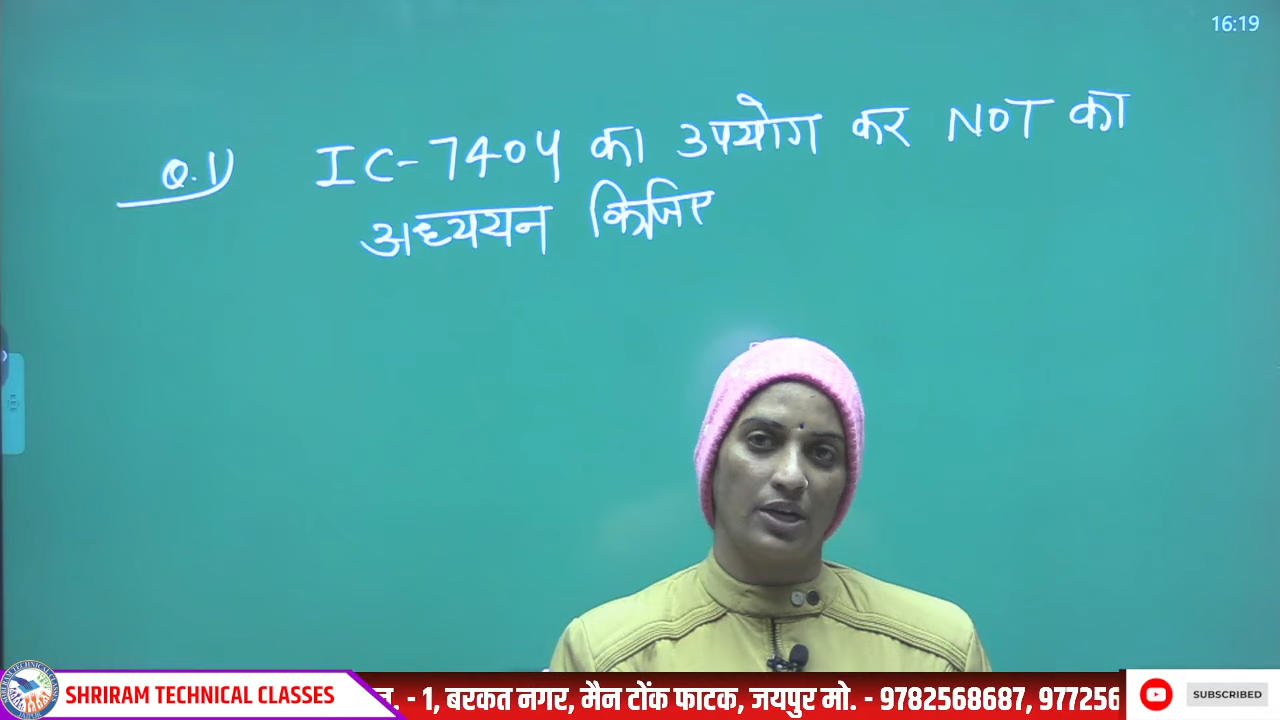 16:19
Q.1) IC-7404 का उपयोग कर NOT का
अध्ययन किजिए
SHRIRAM TECHNICAL CLASSES
- 1, बरकत नगर, मैन टोंक फाटक, जयपुर मो. - 9782568687, 977256
SUBSCRIBED